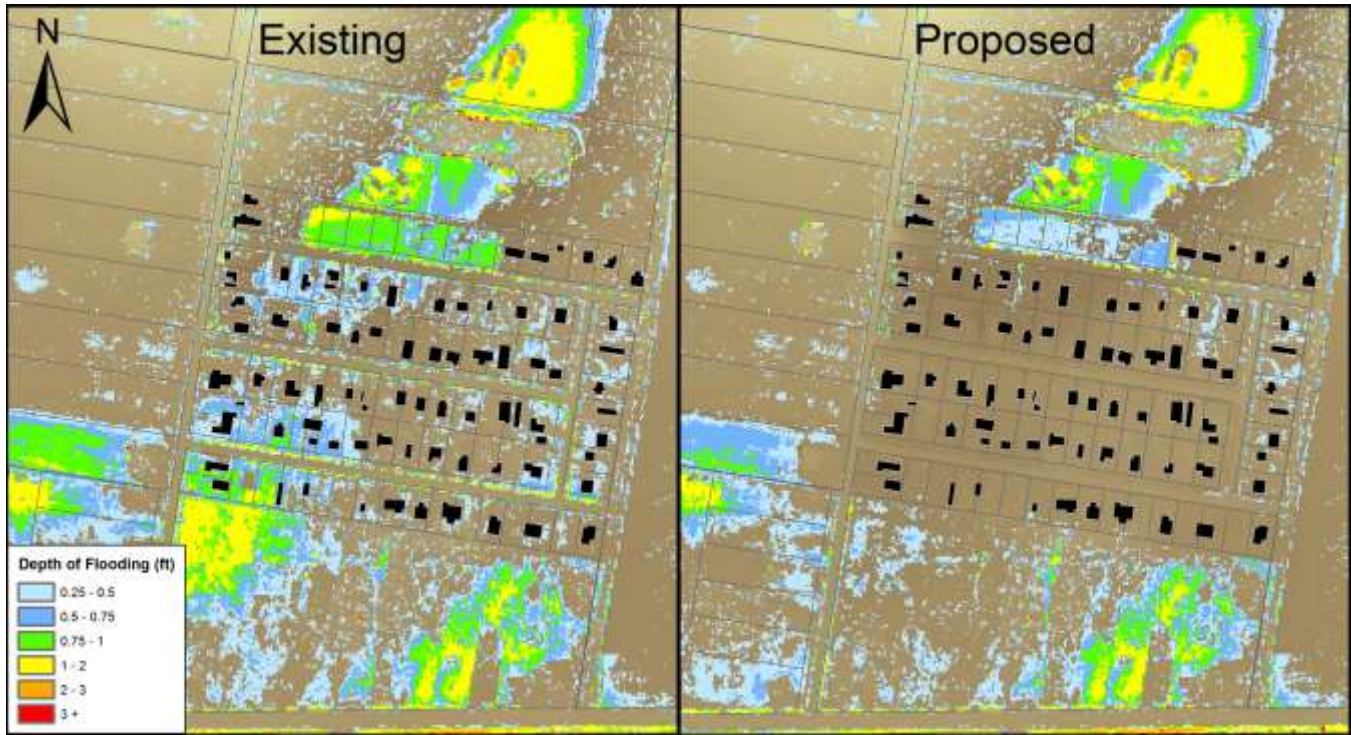 N
Existing
Proposed
Depth of Flooding (ft)
0.25 - 0.5
0.5 - 0.75
0.75 - 1
1 - 2
2 - 3
3 +